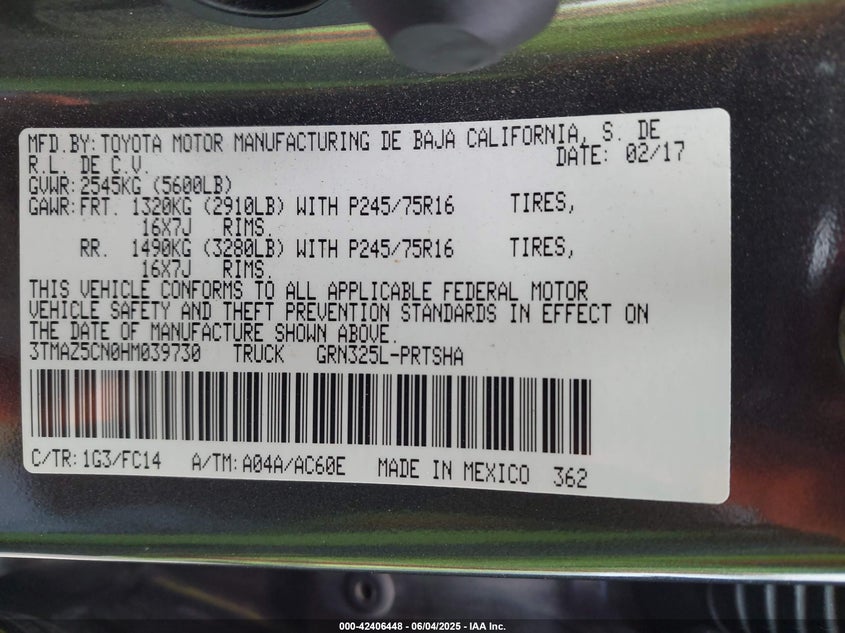 MFD.BY: TOYOTA MOTOR MANUFACTURING DE BAJA CALIFORNIA, S. DE
R.L. DE C.V. DATE: 02/17
GVWR: 2545KG (5600LB)
GAWR: FRT. 1320KG (2910LB) WITH P245/75R16 TIRES,
16X7J RIMS.
RR. 1490KG (3280LB) WITH P245/75R16 TIRES,
16X7J RIMS.
THIS VEHICLE CONFORMS TO ALL APPLICABLE FEDERAL MOTOR
VEHICLE SAFETY AND THEFT PREVENTION STANDARDS IN EFFECT ON
THE DATE OF MANUFACTURE SHOWN ABOVE.
3TMAZ5CN0HM039730 TRUCK GRN325L-PRTSHA
C/TR: 1G3/FC14 A/TM: A04A/AC60E MADE IN MEXICO 362
000-42406448 - 06/04/2025 - IAA Inc.